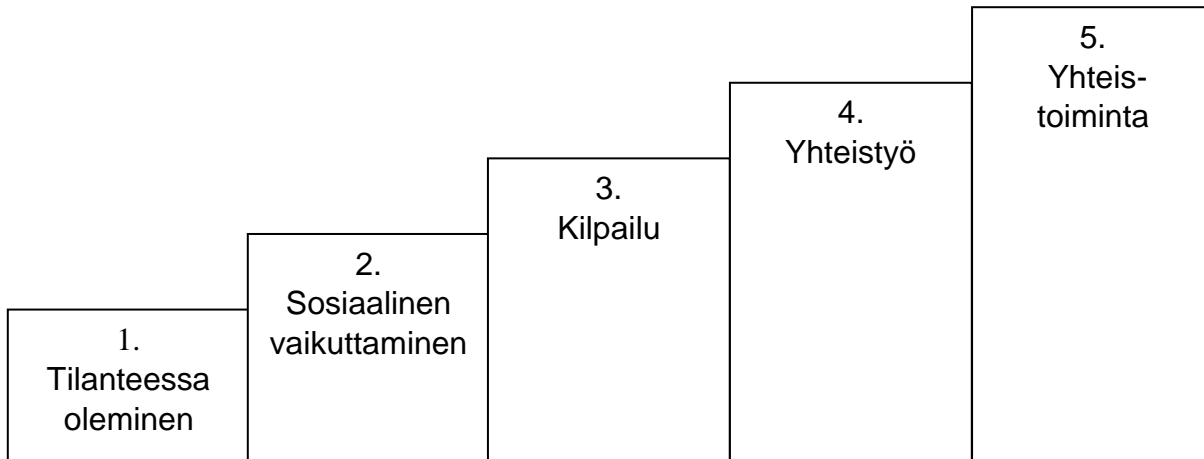 1.
Tilanteessa
oleminen
2.
Sosiaalinen
vaikuttaminen
3.
Kilpailu
4.
Yhteistyö
5.
Yhteis-
toiminta